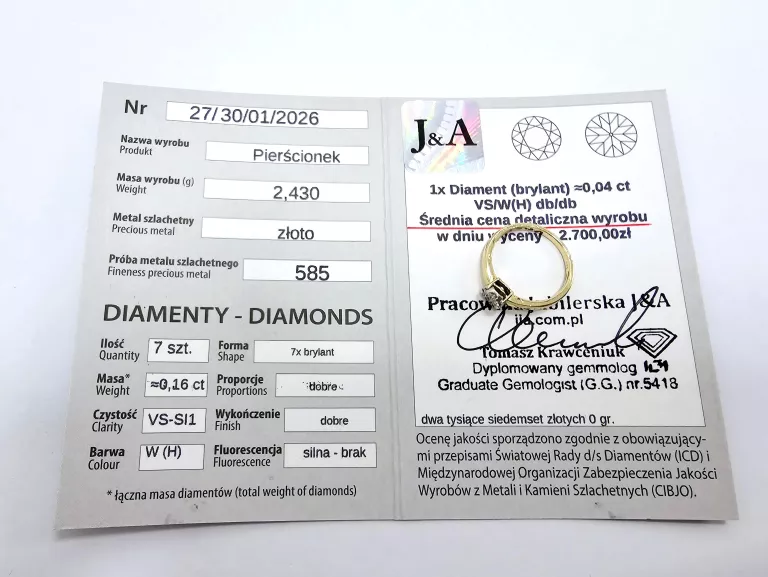 Nr 27/30/01/2026
Nazwa wyrobu
Produkt
Pierścionek
Masa wyrobu (g)
Weight
2,430
Metal szlachetny
Precious metal
złoto
Próba metalu szlachetnego
Fineness precious metal
585
DIAMENTY - DIAMONDS
Ilość
Quantity
7 szt.
Forma
Shape
7x brylant
Masa*
Weight
≈0,16 ct
Proporcje
Proportions
dobre
Czystość
Clarity
VS-SI1
Wykończenie
Finish
dobre
Barwa
Colour
W (H)
Fluorescencja
Fluorescence
silna - brak
* łączna masa diamentów (total weight of diamonds)
J&A
1x Diament (brylant) ≈0,04 ct
VS/W(H) db/db
Średnia cena detaliczna wyrobu
w dniu wyceny 2.700,00zł
J&A
.com.pl
Tomasz Krawceniuk
Dyplomowany gemmolog
Graduate Gemologist (G.G.) nr.5418
dwa tysiące siedemset złotych 0 gr.
Ocenę jakości sporządzono zgodnie z obowiązujący-
mi przepisami Światowej Rady d/s Diamentów (ICD) i
Międzynarodowej Organizacji Zabezpieczenia Jakości
Wyrobów z Metali i Kamieni Szlachetnych (CIBJO).